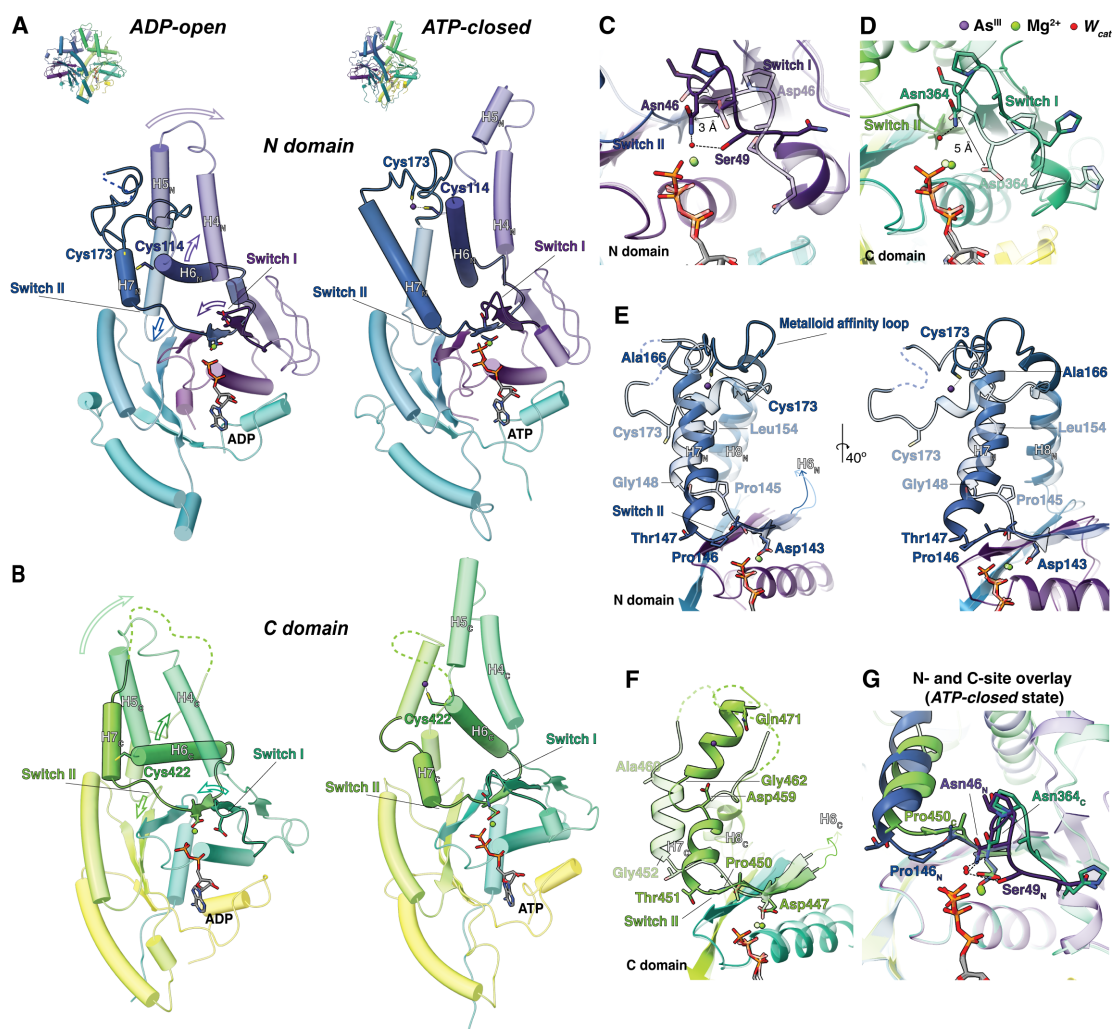 A
ADP-open
ATP-closed
N domain
H5N
H4N
Cys173
Cys114
H6N
H7N
Switch I
Switch II
ADP
H5N
Cys173
Cys114
H4N
H6N
H7N
Switch I
Switch II
ATP
B
C domain
H5C
H4C
H7C
H6C
Cys422
Switch I
Switch II
ADP
H5C
H4C
Cys422
H6C
H7C
Switch I
Switch II
ATP
AsIII
Mg2+
Wcat
C
Switch I
Asn46
Asp46
3 Å
Switch II
Ser49
N domain
D
Asn364
Switch I
Switch II
5 Å
Asp364
C domain
E
Metalloid affinity loop
Ala166
Cys173
Cys173
Leu154
H7N
H8N
H6N
Gly148
Pro145
Switch II
Thr147
Pro146
Asp143
N domain
40º
Cys173
Ala166
Leu154
Cys173
H7N
H8N
Gly148
Pro145
Thr147
Pro146
Asp143
F
Gln471
Gly462
Asp459
H6C
H8C
H7C
Gly452
Pro450
Thr451
Switch II
Asp447
C domain
G
N- and C-site overlay
(ATP-closed state)
Asn46N
Asn364C
Pro450C
Pro146N
Ser49N